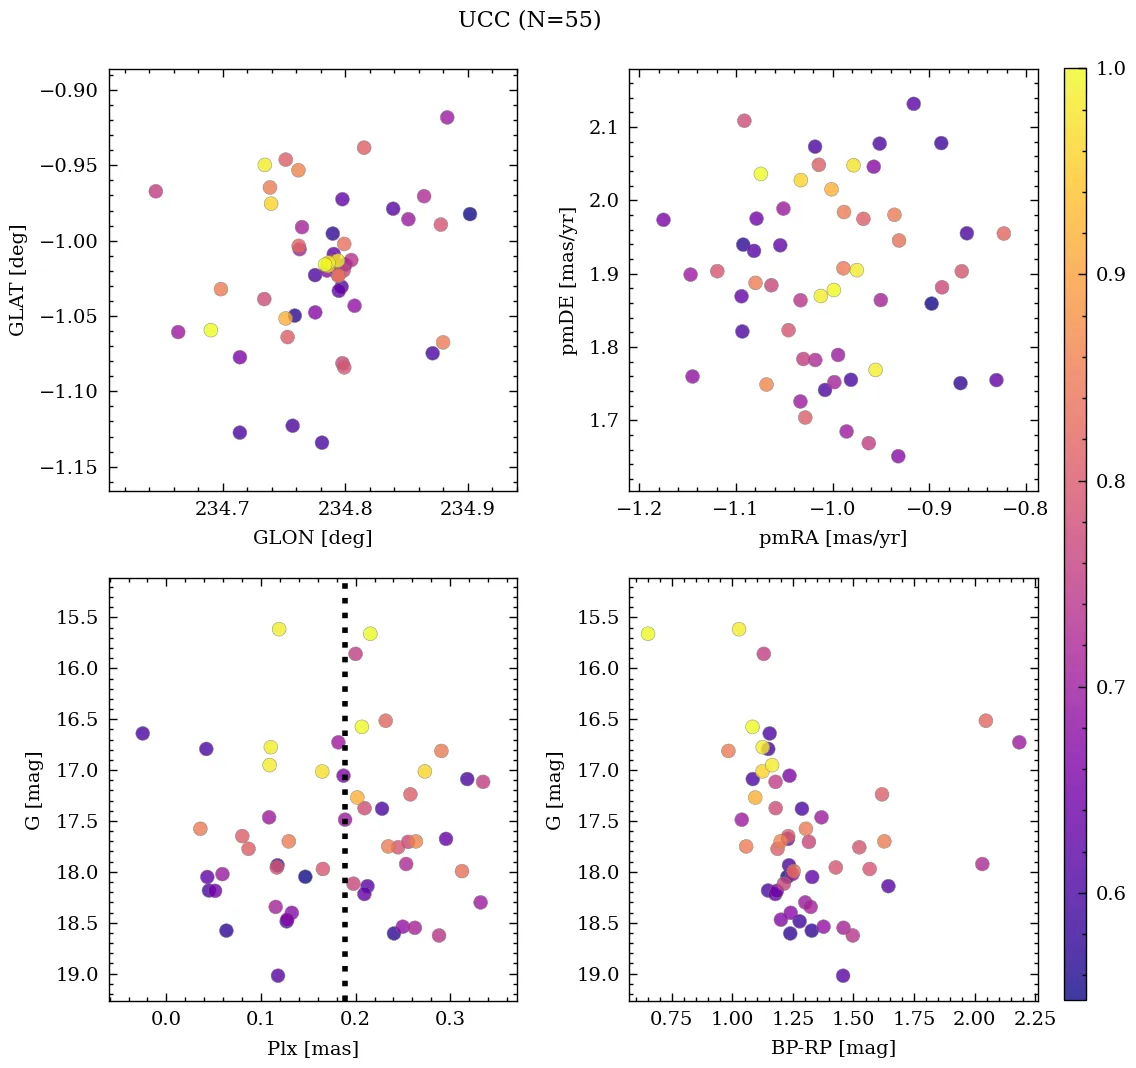 UCC (N=55)
−0.90
−0.95
−1.00
−1.05
−1.10
−1.15
GLAT [deg]
234.7 234.8 234.9
GLON [deg]
2.1
2.0
1.9
1.8
1.7
pmDE [mas/yr]
−1.2 −1.1 −1.0 −0.9 −0.8
pmRA [mas/yr]
1.0
0.9
0.8
0.7
0.6
15.5
16.0
16.5
17.0
17.5
18.0
18.5
19.0
G [mag]
0.0 0.1 0.2 0.3
Plx [mas]
15.5
16.0
16.5
17.0
17.5
18.0
18.5
19.0
G [mag]
0.75 1.00 1.25 1.50 1.75 2.00 2.25
BP-RP [mag]